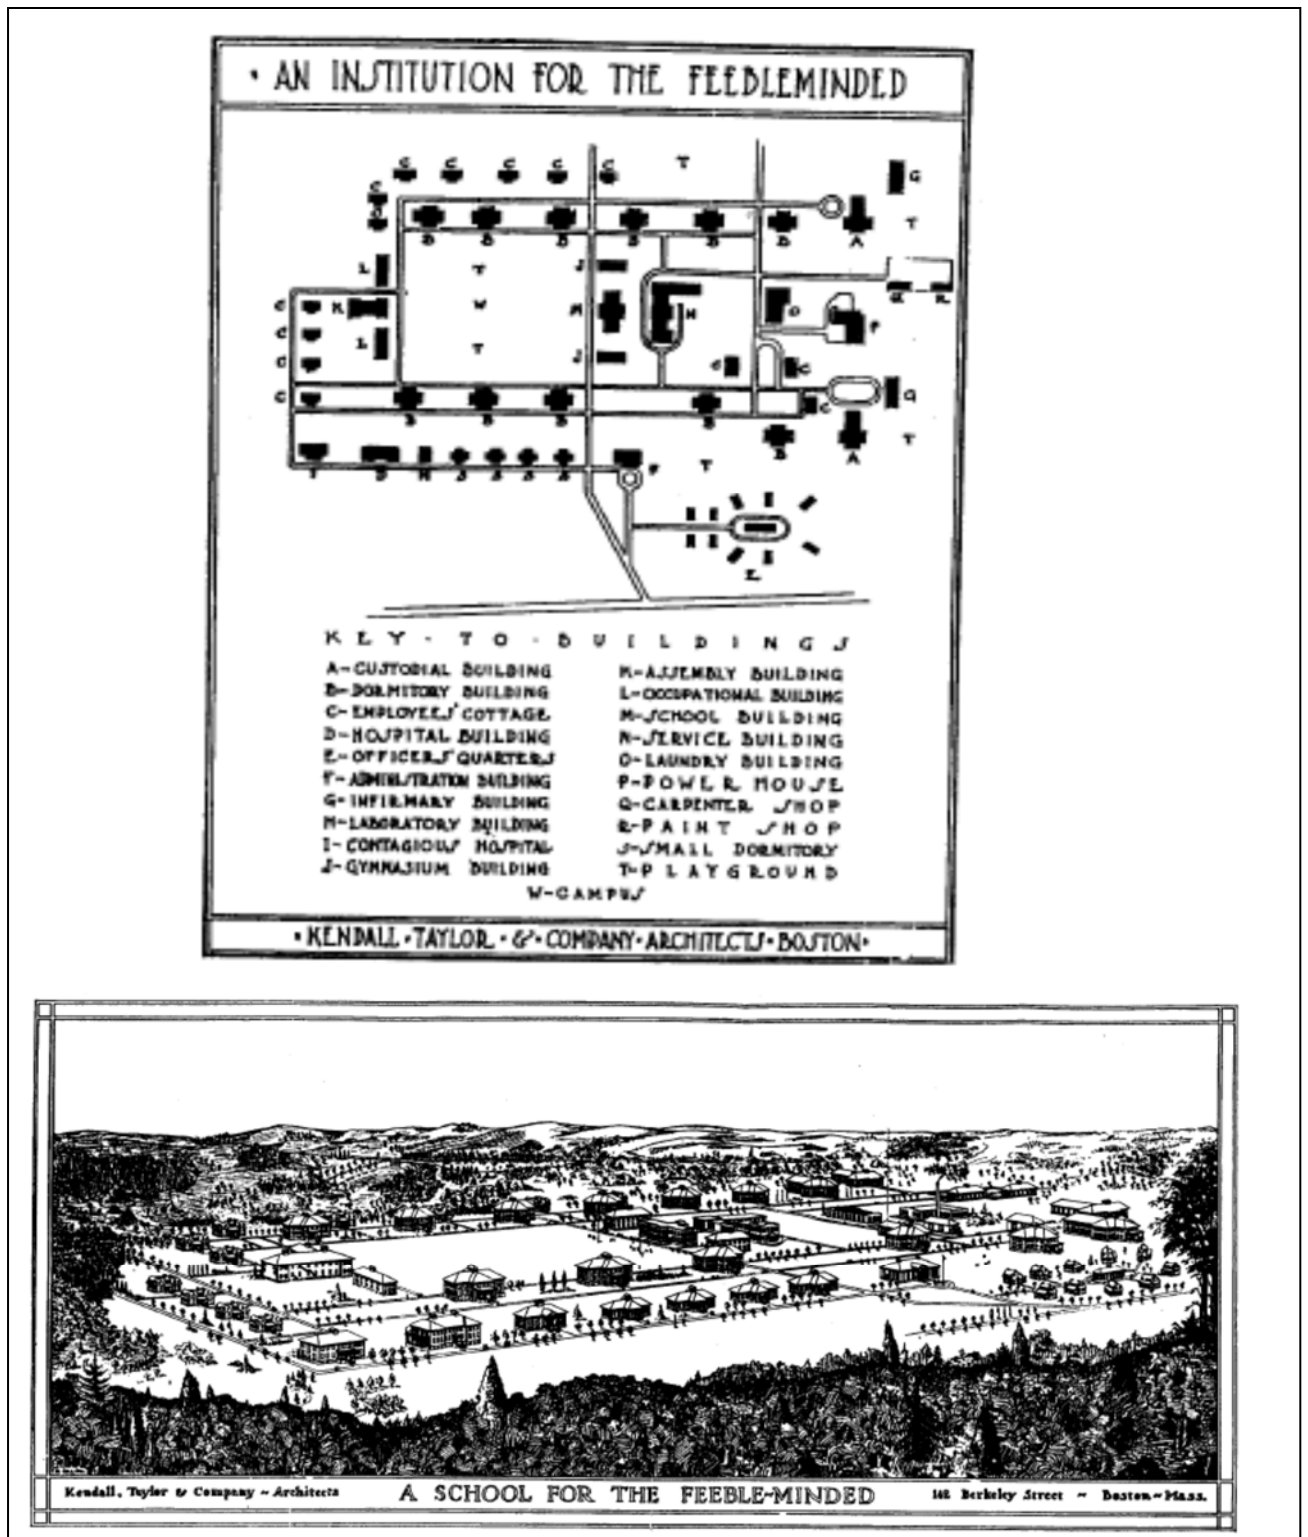 · AN INSTITUTION FOR THE FEEBLEMINDED
C C C C C T
C G
C
B B B B B B A T
L T J
C K W M N O Q R
C L T J P
C C C
C B B B B C G
B A T
I D H S S S S F T
E
KEY · TO · BUILDINGS
A-CUSTODIAL BUILDING
B-DORMITORY BUILDING
C-EMPLOYEES' COTTAGE
D-HOSPITAL BUILDING
E-OFFICERS' QUARTERS
F-ADMINISTRATION BUILDING
G-INFIRMARY BUILDING
H-LABORATORY BUILDING
I-CONTAGIOUS HOSPITAL
J-GYMNASIUM BUILDING
K-ASSEMBLY BUILDING
L-OCCUPATIONAL BUILDING
M-SCHOOL BUILDING
N-SERVICE BUILDING
O-LAUNDRY BUILDING
P-POWER HOUSE
Q-CARPENTER SHOP
R-PAINT SHOP
S-SMALL DORMITORY
T-PLAYGROUND
W-CAMPUS
· KENDALL · TAYLOR · & · COMPANY · ARCHITECTS · BOSTON ·
Kendall, Taylor & Company ~ Architects
A SCHOOL FOR THE FEEBLE~MINDED
142 Berkeley Street ~ Boston~Mass.